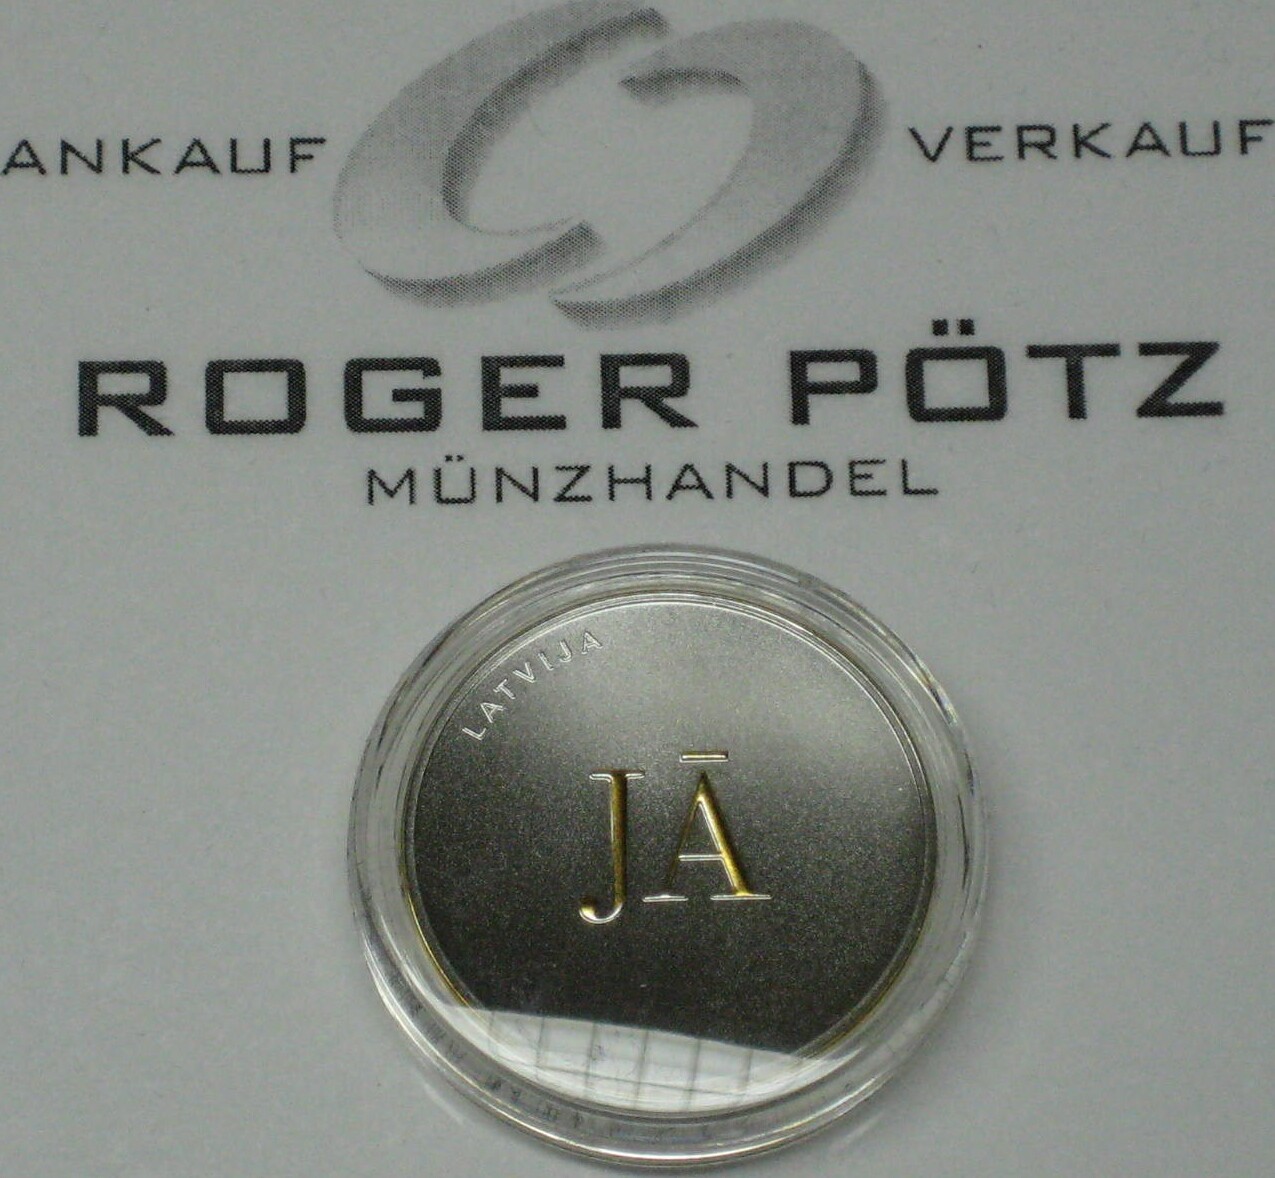 ANKAUF VERKAUF
ROGER PÖTZ
MÜNZHANDEL
LATVIJA
JĀ